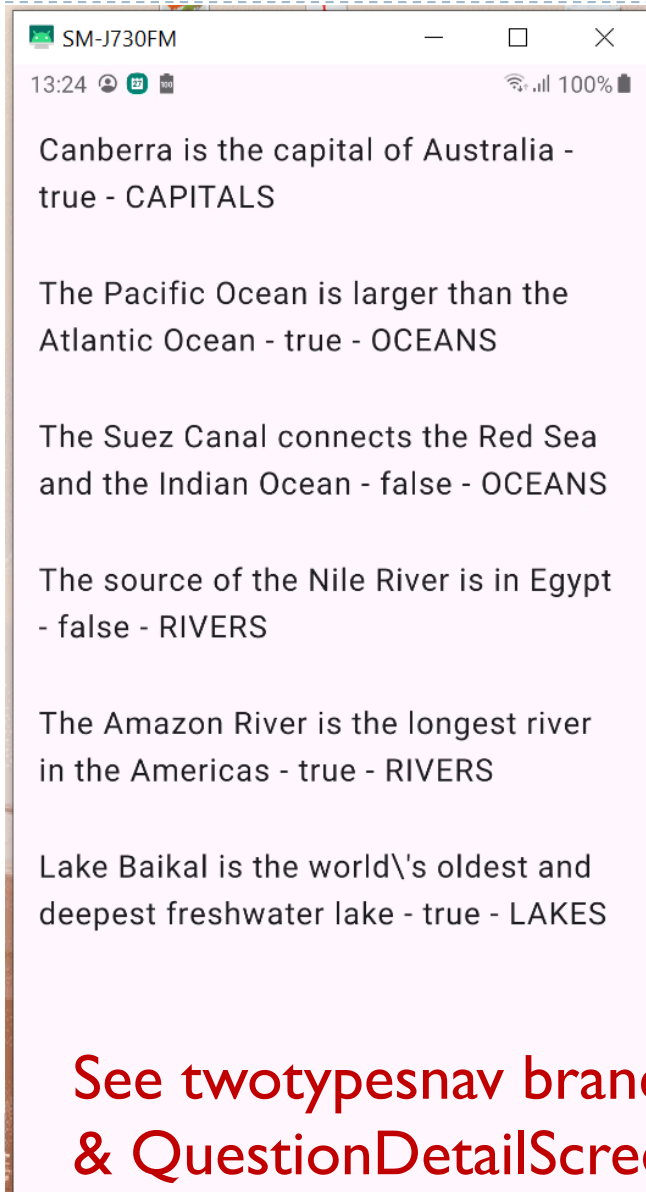 SM-J730FM
13:24 100%
Canberra is the capital of Australia -
true - CAPITALS
The Pacific Ocean is larger than the
Atlantic Ocean - true - OCEANS
The Suez Canal connects the Red Sea
and the Indian Ocean - false - OCEANS
The source of the Nile River is in Egypt
- false - RIVERS
The Amazon River is the longest river
in the Americas - true - RIVERS
Lake Baikal is the world\'s oldest and
deepest freshwater lake - true - LAKES
See twotypesnav
&